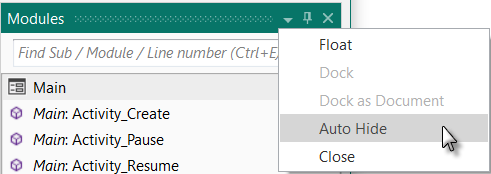 Modules
Find Sub / Module / Line number (Ctrl+E)
Main
Main: Activity_Create
Main: Activity_Pause
Main: Activity_Resume
Float
Dock
Dock as Document
Auto Hide
Close